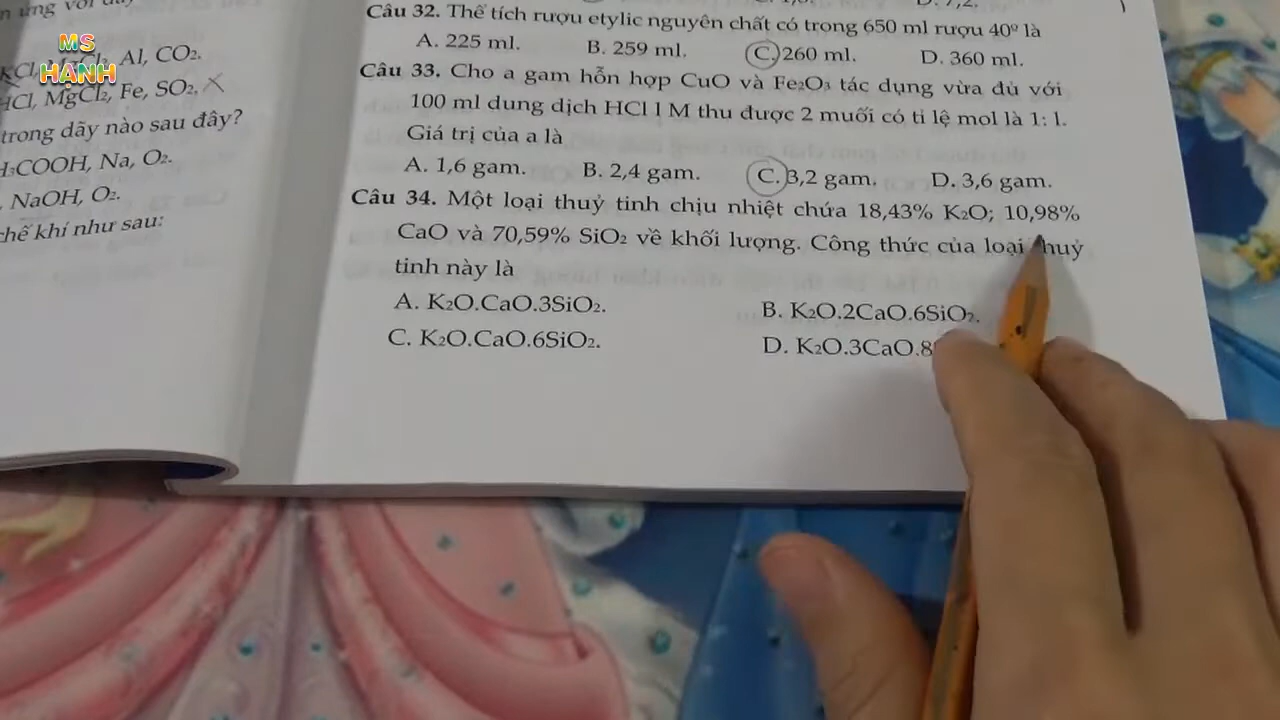 MS
HẠNH
Al, CO₂.
HCl, MgCl₂, Fe, SO₂.
trong dãy nào sau đây?
H₃COOH, Na, O₂.
NaOH, O₂.
chế khí như sau:
Câu 32. Thể tích rượu etylic nguyên chất có trong 650 ml rượu 40º là
A. 225 ml. B. 259 ml. C. 260 ml. D. 360 ml.
Câu 33. Cho a gam hỗn hợp CuO và Fe₂O₃ tác dụng vừa đủ với
100 ml dung dịch HCl 1 M thu được 2 muối có tỉ lệ mol là 1: 1.
Giá trị của a là
A. 1,6 gam. B. 2,4 gam. C. 3,2 gam. D. 3,6 gam.
Câu 34. Một loại thuỷ tinh chịu nhiệt chứa 18,43% K₂O; 10,98%
CaO và 70,59% SiO₂ về khối lượng. Công thức của loại thuỷ
tinh này là
A. K₂O.CaO.3SiO₂. B. K₂O.2CaO.6SiO₂.
C. K₂O.CaO.6SiO₂. D. K₂O.3CaO.8